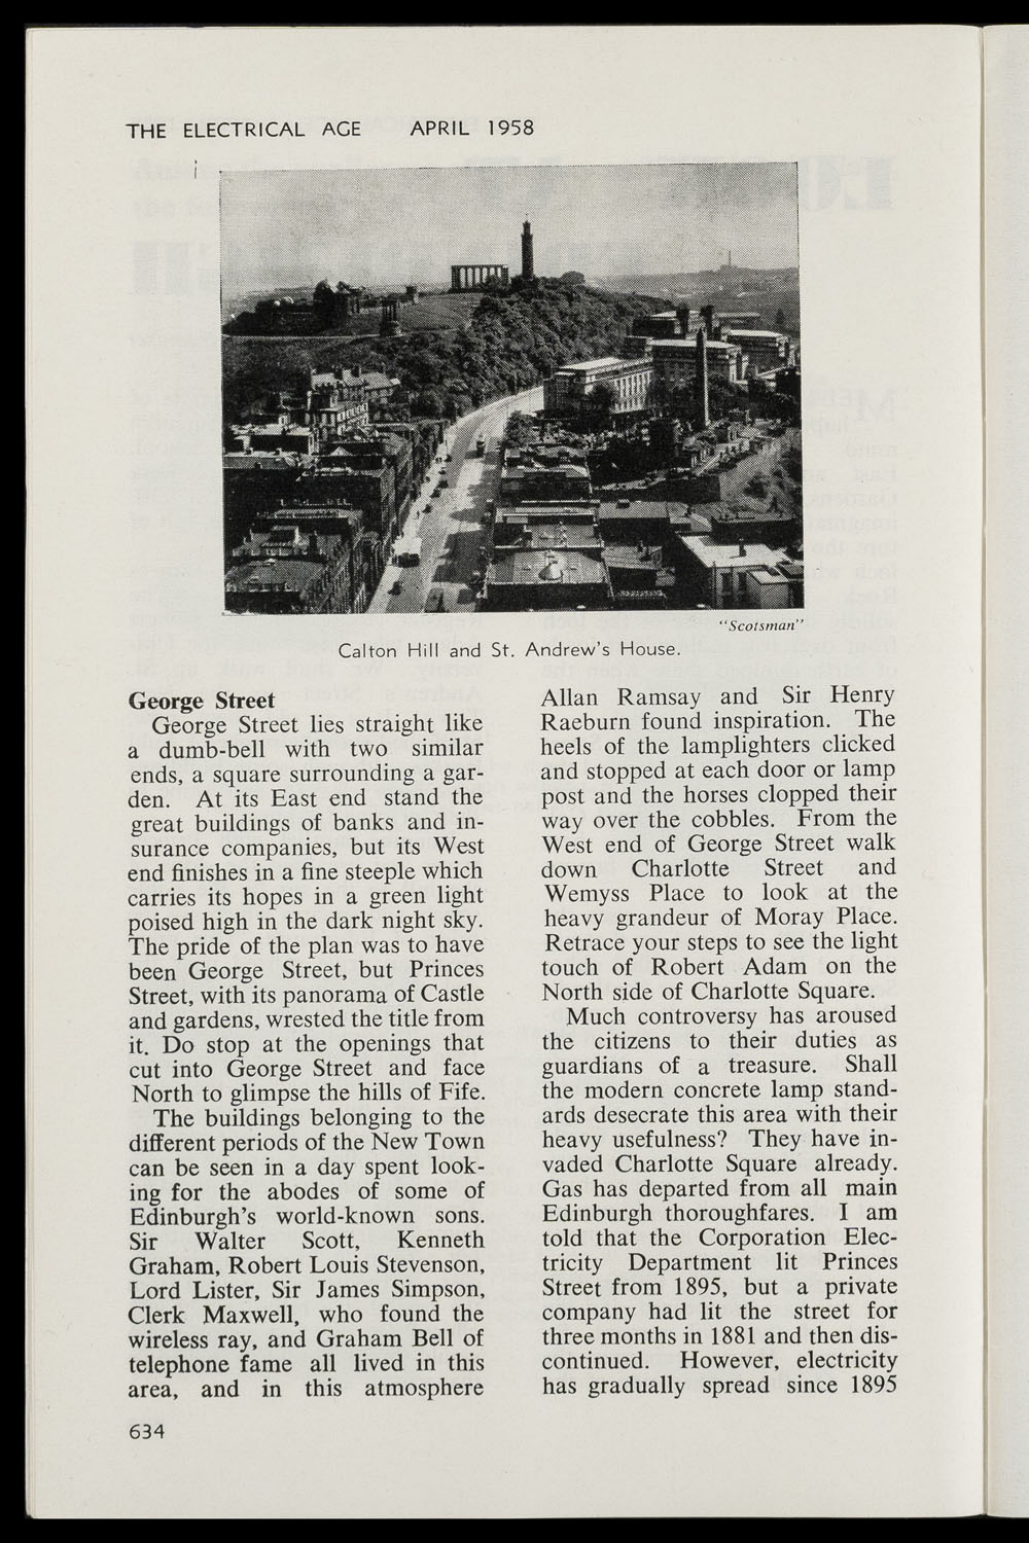 THE ELECTRICAL AGE APRIL 1958
"Scotsman"
Calton Hill and St. Andrew's House.
George Street
George Street lies straight like
a dumb-bell with two similar
ends, a square surrounding a gar-
den. At its East end stand the
great buildings of banks and in-
surance companies, but its West
end finishes in a fine steeple which
carries its hopes in a green light
poised high in the dark night sky.
The pride of the plan was to have
been George Street, but Princes
Street, with its panorama of Castle
and gardens, wrested the title from
it. Do stop at the openings that
cut into George Street and face
North to glimpse the hills of Fife.
The buildings belonging to the
different periods of the New Town
can be seen in a day spent look-
ing for the abodes of some of
Edinburgh's world-known sons.
Sir Walter Scott, Kenneth
Graham, Robert Louis Stevenson,
Lord Lister, Sir James Simpson,
Clerk Maxwell, who found the
wireless ray, and Graham Bell of
telephone fame all lived in this
area, and in this atmosphere
Allan Ramsay and Sir Henry
Raeburn found inspiration. The
heels of the lamplighters clicked
and stopped at each door or lamp
post and the horses clopped their
way over the cobbles. From the
West end of George Street walk
down Charlotte Street and
Wemyss Place to look at the
heavy grandeur of Moray Place.
Retrace your steps to see the light
touch of Robert Adam on the
North side of Charlotte Square.
Much controversy has aroused
the citizens to their duties as
guardians of a treasure. Shall
the modern concrete lamp stand-
ards desecrate this area with their
heavy usefulness? They have in-
vaded Charlotte Square already.
Gas has departed from all main
Edinburgh thoroughfares. I am
told that the Corporation Elec-
tricity Department lit Princes
Street from 1895, but a private
company had lit the street for
three months in 1881 and then dis-
continued. However, electricity
has gradually spread since 1895
634